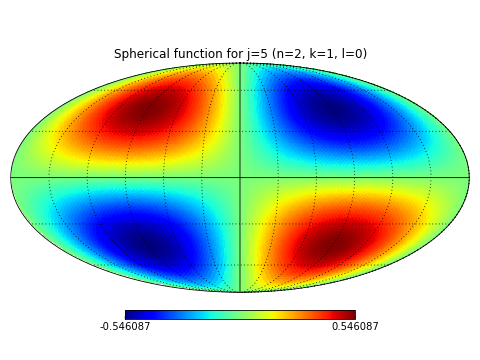 Spherical function for j=5 (n=2, k=1, l=0)
-0.546087 0.546087